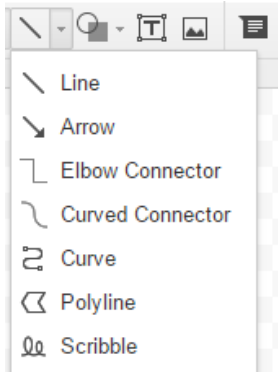 Line
Arrow
Elbow Connector
Curved Connector
Curve
Polyline
Scribble